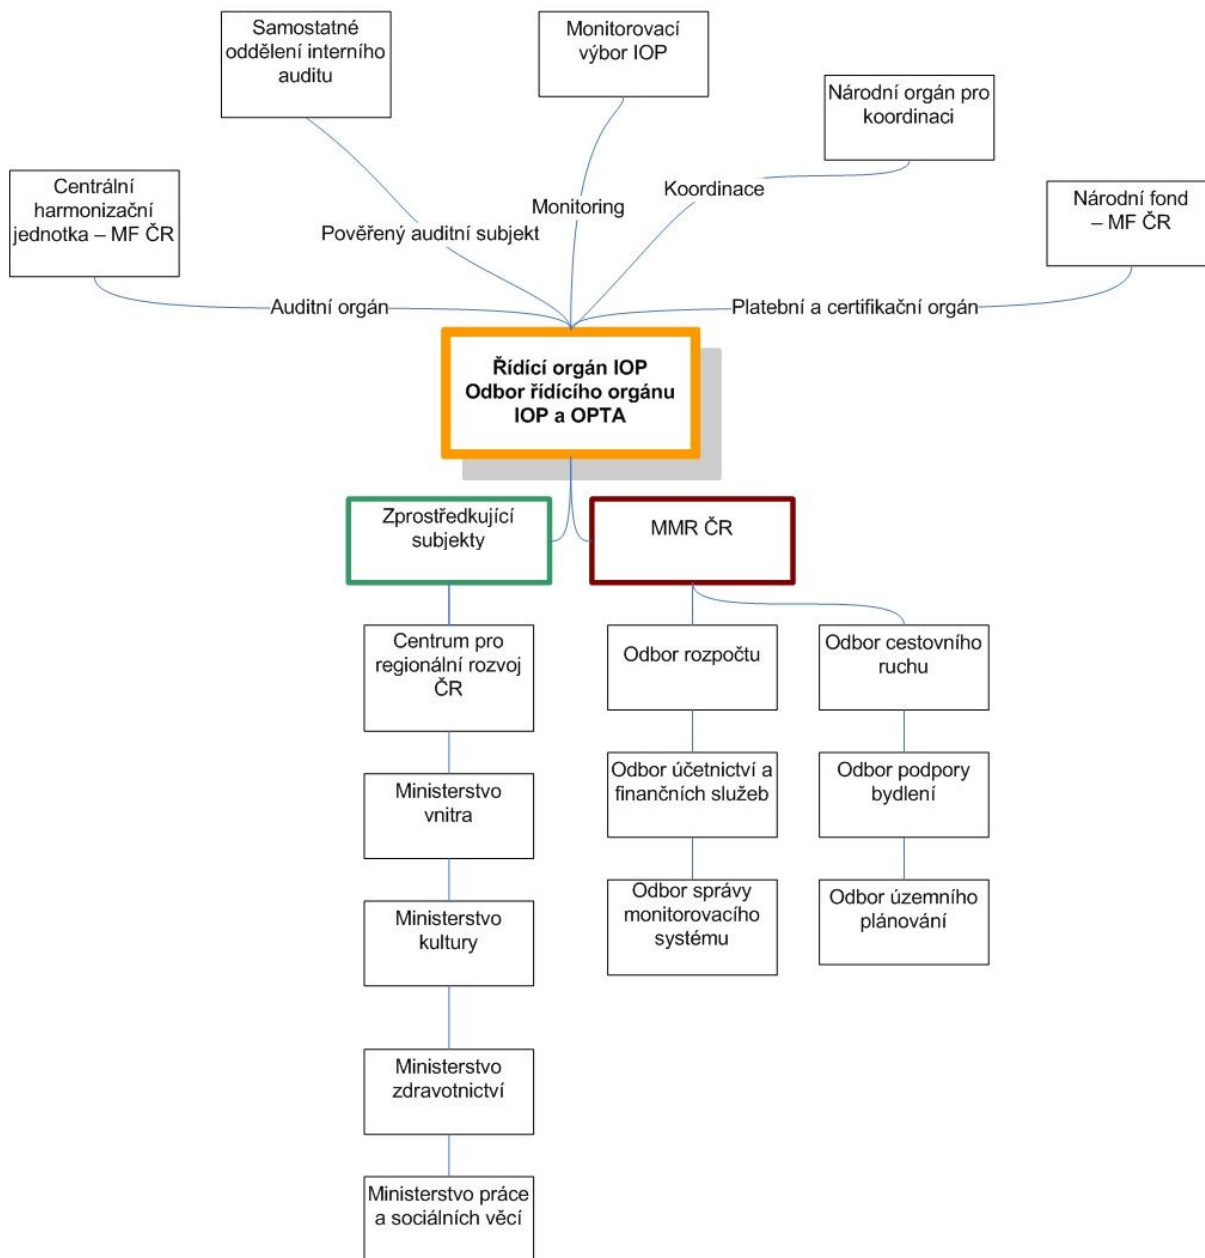 Samostatné
oddělení interního
auditu
Monitorovací
výbor IOP
Národní orgán pro
koordinaci
Centrální
harmonizační
jednotka – MF ČR
Národní fond
– MF ČR
Koordinace
Monitoring
Pověřený auditní subjekt
Auditní orgán
Platební a certifikační orgán
Řídící orgán IOP
Odbor řídícího orgánu
IOP a OPTA
Zprostředkující
subjekty
MMR ČR
Centrum pro
regionální rozvoj
ČR
Odbor rozpočtu
Odbor cestovního
ruchu
Ministerstvo
vnitra
Odbor účetnictví a
finančních služeb
Odbor podpory
bydlení
Ministerstvo
kultury
Odbor správy
monitorovacího
systému
Odbor územního
plánování
Ministerstvo
zdravotnictví
Ministerstvo práce
a sociálních věcí